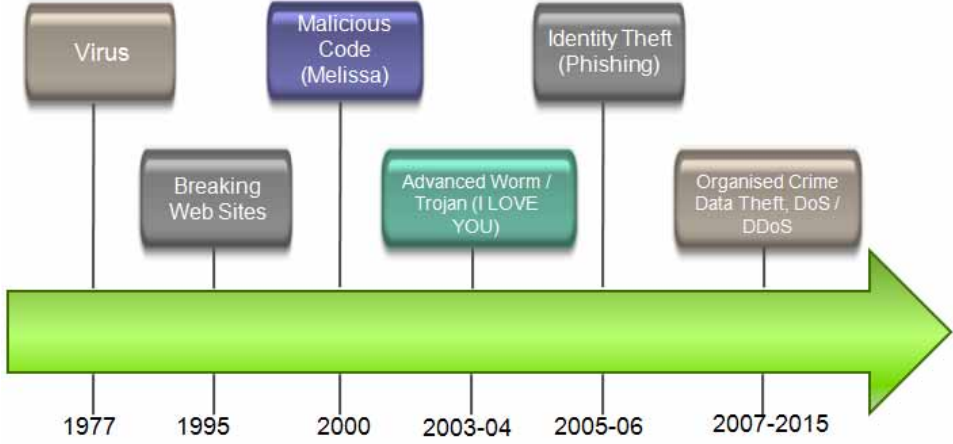 Virus
Malicious
Code
(Melissa)
Identity Theft
(Phishing)
Breaking
Web Sites
Advanced Worm /
Trojan (I LOVE
YOU)
Organised Crime
Data Theft, DoS /
DDoS
1977
1995
2000
2003-04
2005-06
2007-2015